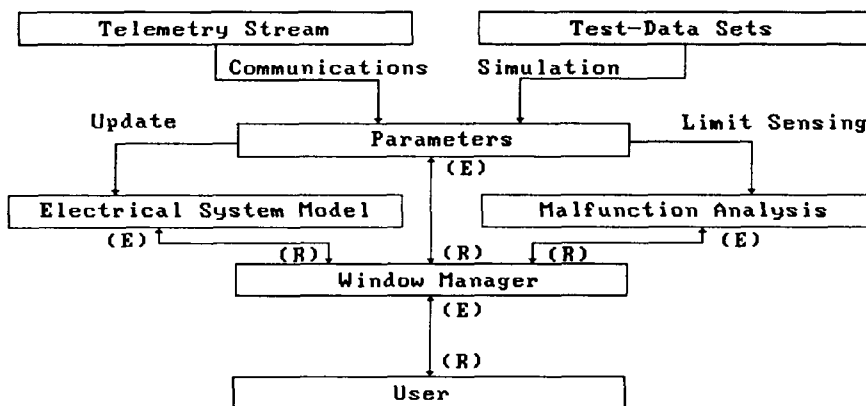 Telemetry Stream
Test-Data Sets
Communications
Simulation
Update
Limit Sensing
Parameters
(E)
Electrical System Model
Malfunction Analysis
(E)
(R)
(R)
(R)
(E)
Window Manager
(E)
(R)
User